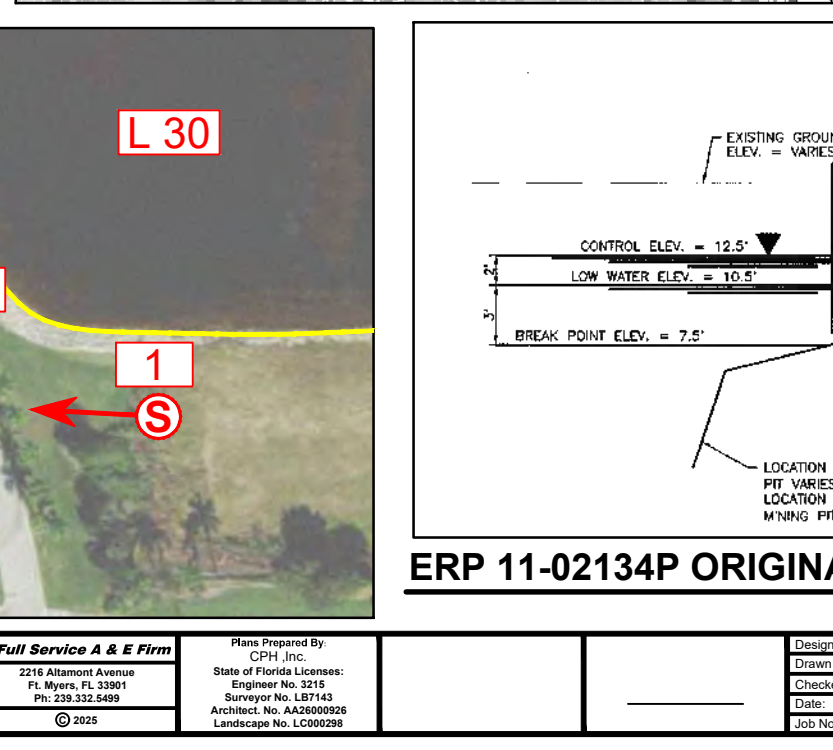 L 30
1
S
EXISTING GROUN
ELEV. = VARIES
CONTROL ELEV. = 12.5'
2'
LOW WATER ELEV. = 10.5'
3'
BREAK POINT ELEV. = 7.5'
LOCATION
PIT VARIES
LOCATION
MINING PIT
ERP 11-02134P ORIGINA
Full Service A & E Firm
2216 Altamont Avenue
Ft. Myers, FL 33901
Ph: 239.332.5499
© 2025
Plans Prepared By:
CPH ,Inc.
State of Florida Licenses:
Engineer No. 3215
Surveyor No. LB7143
Architect. No. AA26000926
Landscape No. LC000298
Design
Drawn
Checke
Date:
Job No